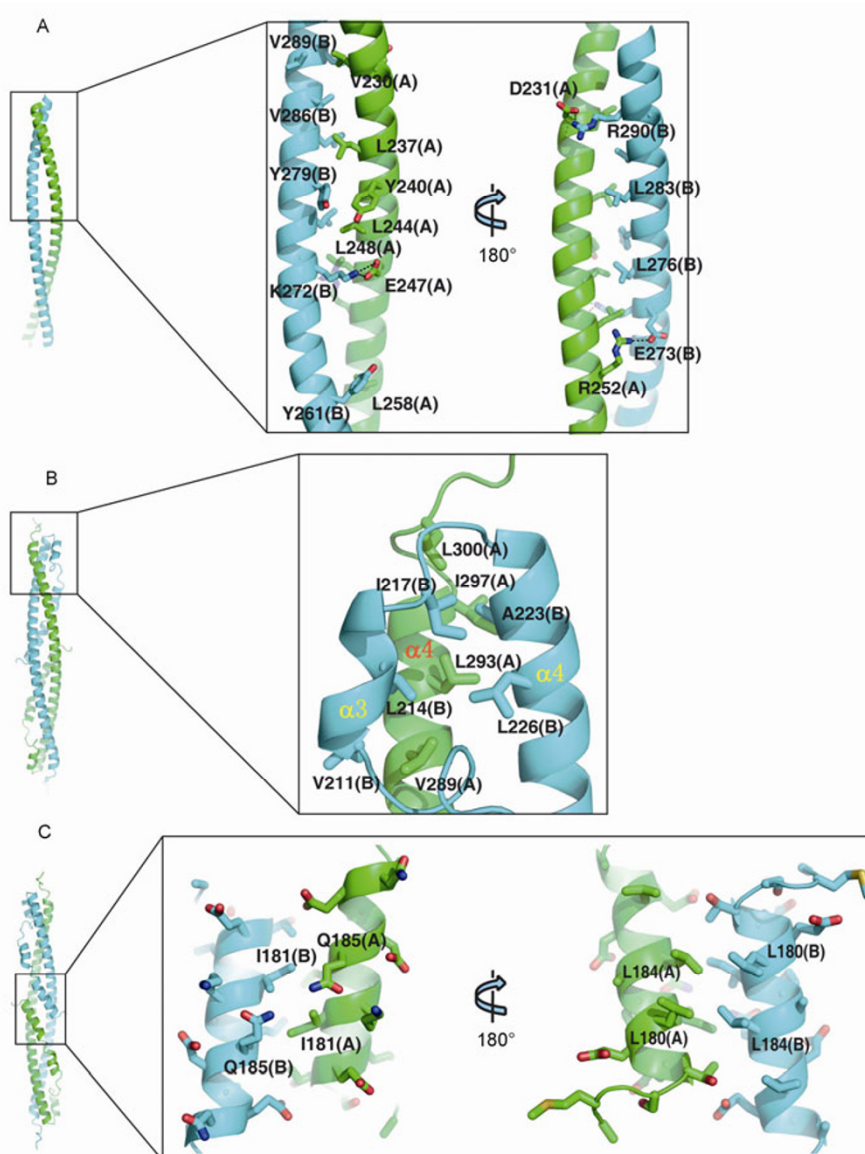 A
V289(B)
V230(A)
V286(B)
L237(A)
Y279(B)
Y240(A)
L244(A)
L248(A)
K272(B)
E247(A)
Y261(B)
L258(A)
180°
D231(A)
R290(B)
L283(B)
L276(B)
E273(B)
R252(A)
B
L300(A)
I217(B)
I297(A)
A223(B)
α4
L293(A)
α4
α3
L214(B)
L226(B)
V211(B)
V289(A)
C
I181(B)
Q185(A)
I181(A)
Q185(B)
180°
L184(A)
L180(B)
L180(A)
L184(B)